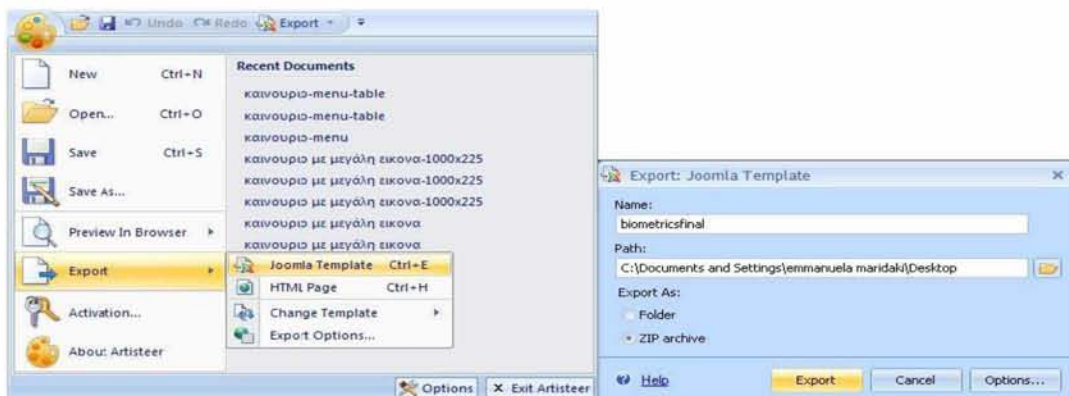 Undo Redo Export
New Ctrl+N
Open... Ctrl+O
Save Ctrl+S
Save As...
Preview In Browser
Export
Activation...
About Artisteer
Recent Documents
καινουριο-menu-table
καινουριο-menu-table
καινουριο-menu
καινουριο με μεγάλη εικονα-1000x225
καινουριο με μεγάλη εικονα-1000x225
καινουριο με μεγάλη εικονα-1000x225
καινουριο με μεγάλη εικονα
καινουριο με μεγάλη εικονα
Joomla Template Ctrl+E
HTML Page Ctrl+H
Change Template
Export Options...
Options X Exit Artisteer
Export: Joomla Template
Name:
biometricsfinal
Path:
C:\Documents and Settings\emmanuela maridaki\Desktop
Export As:
Folder
ZIP archive
Help Export Cancel Options...